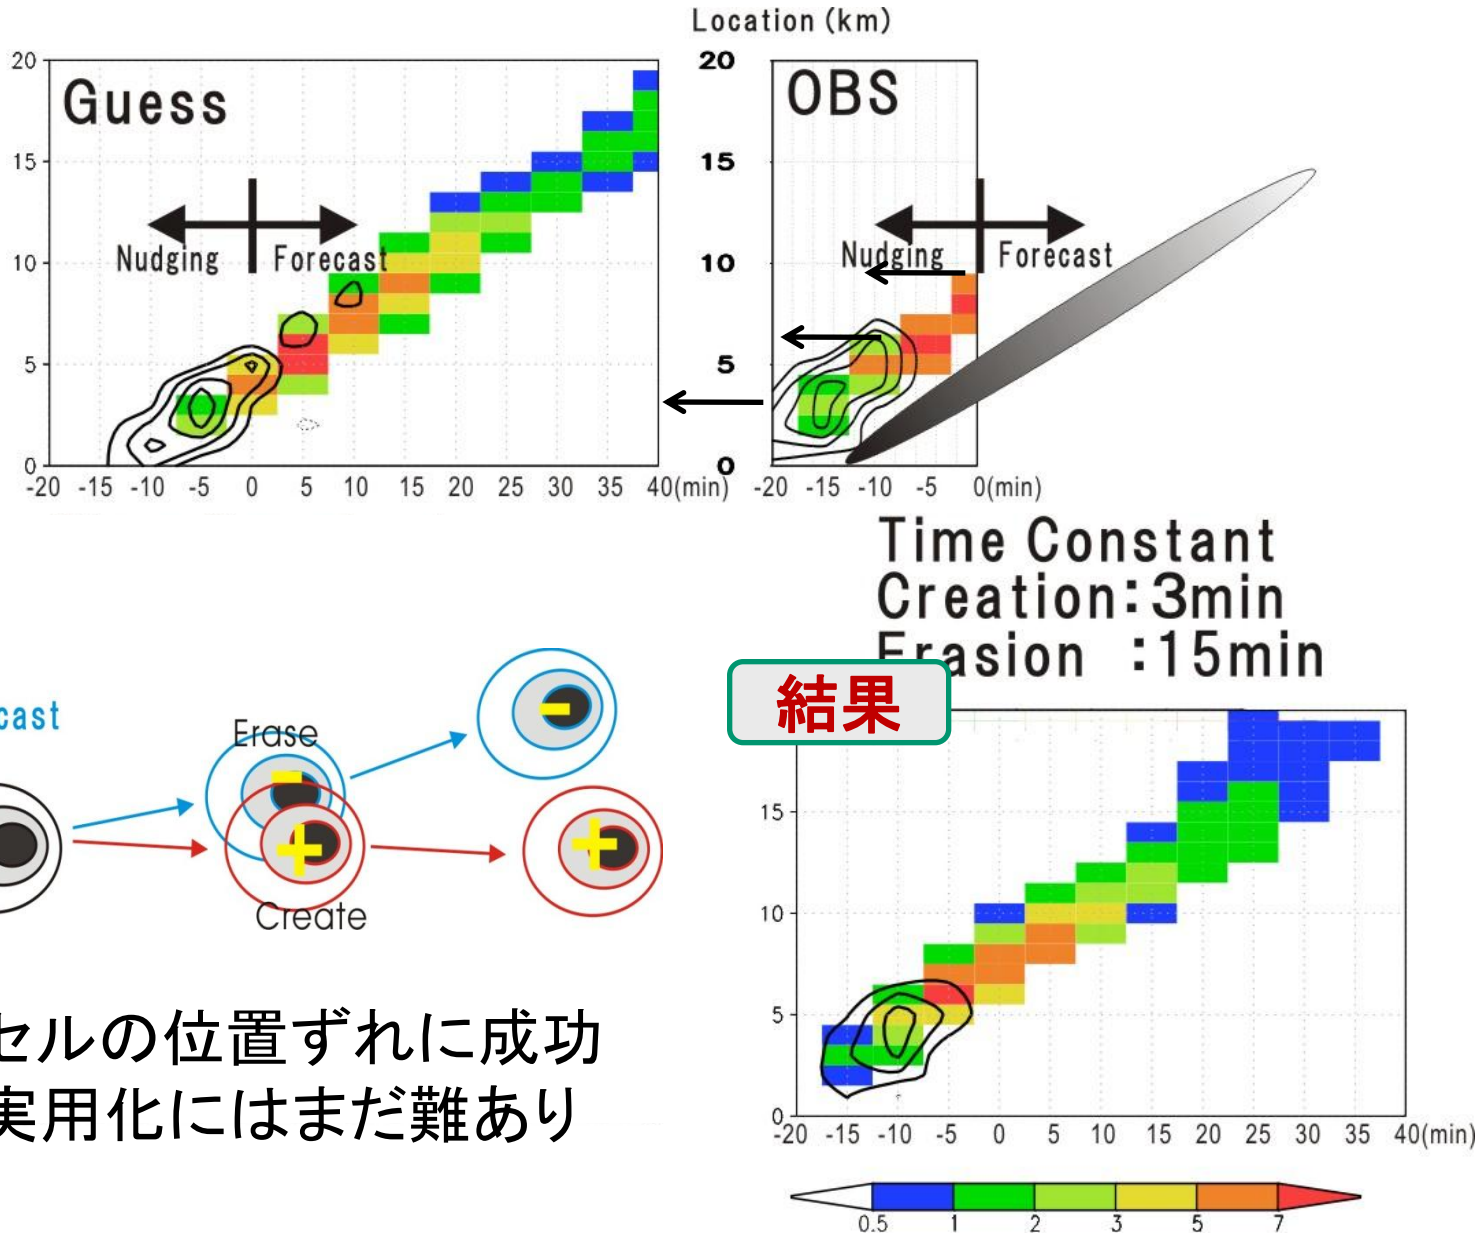 Location (km)
Guess
20
15
10
5
0
Nudging
Forecast
-20 -15 -10 -5 0 5 10 15 20 25 30 35 40(min)
OBS
20
15
10
5
0
Nudging
Forecast
-20 -15 -10 -5 0(min)
Time Constant
Creation:3min
Erasion :15min
結果
cast
Erase
Create
セルの位置ずれに成功
実用化にはまだ難あり
15
10
5
0
-20 -15 -10 -5 0 5 10 15 20 25 30 35 40(min)
0.5 1 2 3 5 7